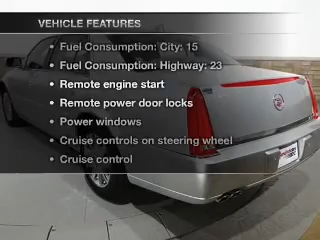 VEHICLE FEATURES
• Fuel Consumption: City: 15
• Fuel Consumption: Highway: 23
• Remote engine start
• Remote power door locks
• Power windows
• Cruise controls on steering wheel
• Cruise control